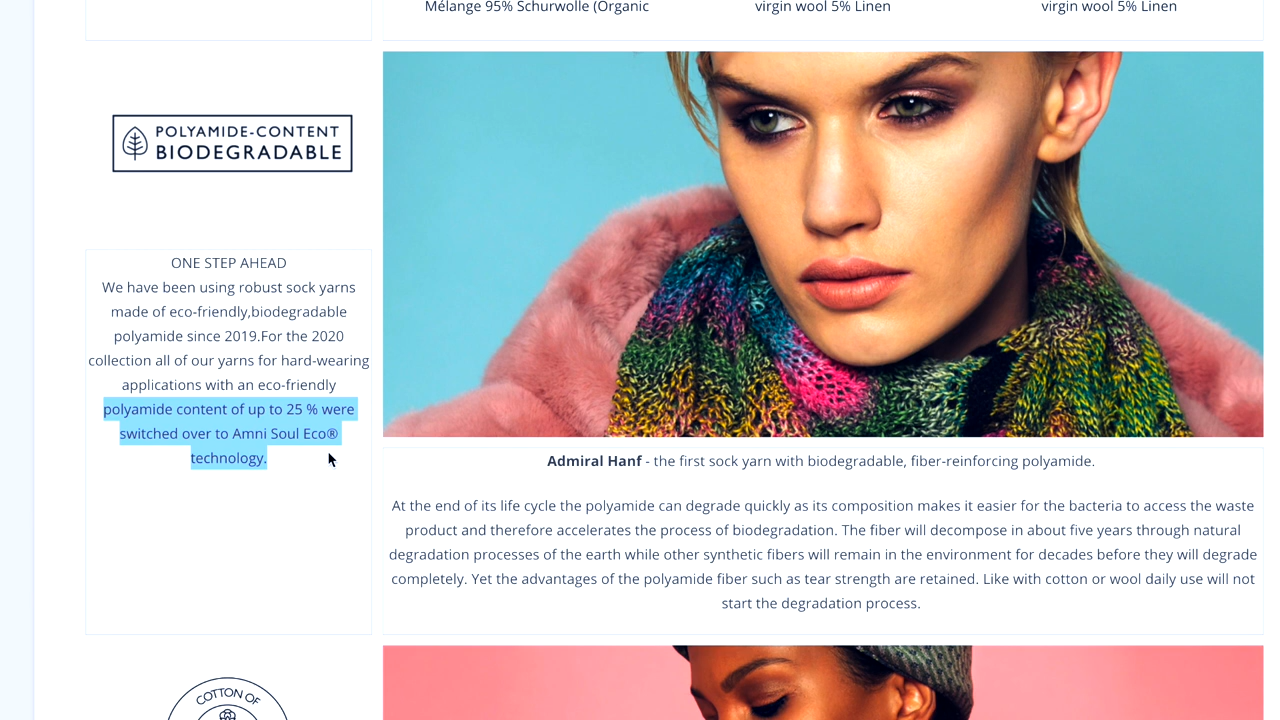 Mélange 95% Schurwolle (Organic
virgin wool 5% Linen
virgin wool 5% Linen
POLYAMIDE-CONTENT
BIODEGRADABLE
ONE STEP AHEAD
We have been using robust sock yarns
made of eco-friendly,biodegradable
polyamide since 2019.For the 2020
collection all of our yarns for hard-wearing
applications with an eco-friendly
polyamide content of up to 25 % were
switched over to Amni Soul Eco®
technology.
Admiral Hanf - the first sock yarn with biodegradable, fiber-reinforcing polyamide.
At the end of its life cycle the polyamide can degrade quickly as its composition makes it easier for the bacteria to access the waste
product and therefore accelerates the process of biodegradation. The fiber will decompose in about five years through natural
degradation processes of the earth while other synthetic fibers will remain in the environment for decades before they will degrade
completely. Yet the advantages of the polyamide fiber such as tear strength are retained. Like with cotton or wool daily use will not
start the degradation process.
COTTON OF